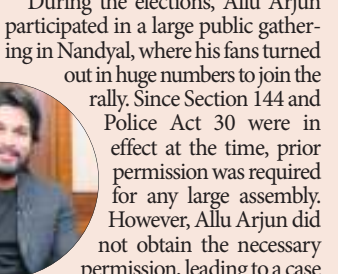 During the elections, Allu Arjun
participated in a large public gather-
ing in Nandyal, where his fans turned
out in huge numbers to join the
rally. Since Section 144 and
Police Act 30 were in
effect at the time, prior
permission was required
for any large assembly.
However, Allu Arjun did
not obtain the necessary
permission, leading to a case